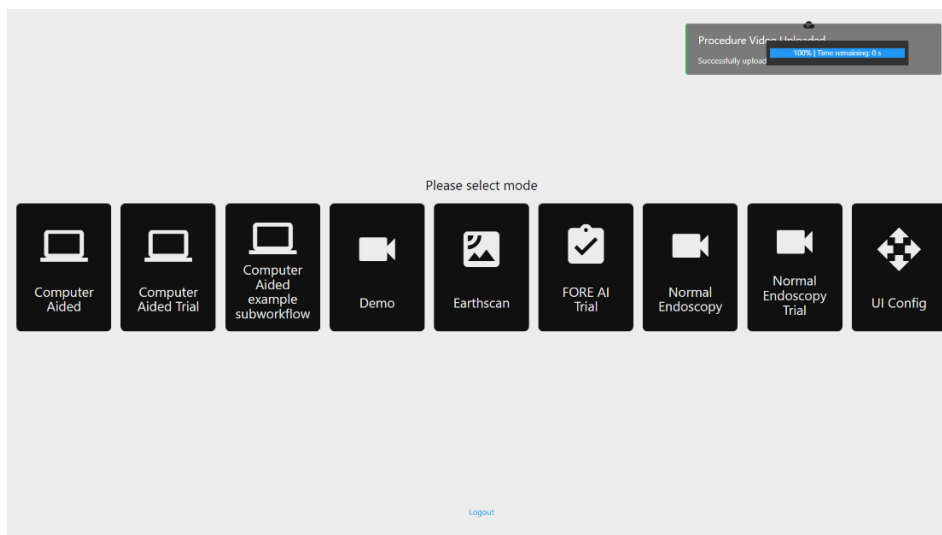 Procedure Video Uploaded
100% | Time remaining: 0 s
Successfully upload
Please select mode
Computer
Aided
Computer
Aided Trial
Computer
Aided
example
subworkflow
Demo
Earthscan
FORE AI
Trial
Normal
Endoscopy
Normal
Endoscopy
Trial
UI Config
Logout